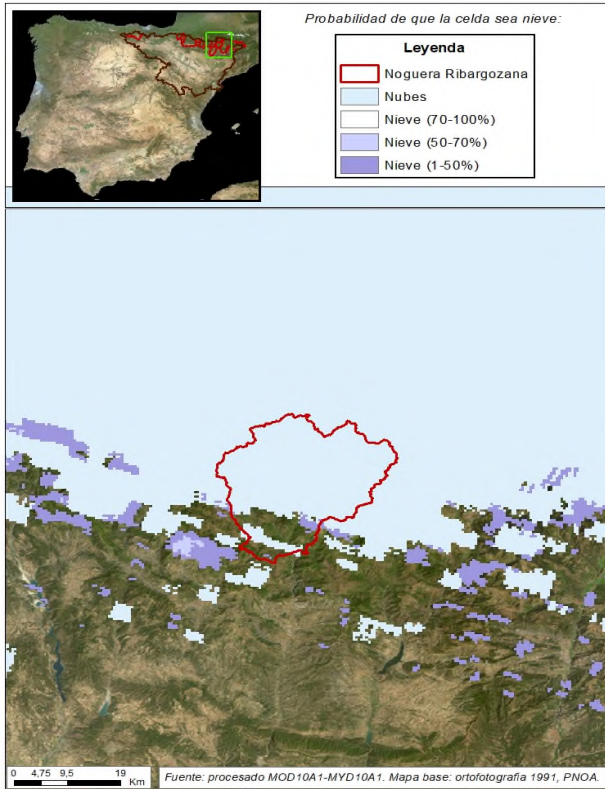 Probabilidad de que la celda sea nieve:
Leyenda
Noguera Ribargozana
Nubes
Nieve (70-100%)
Nieve (50-70%)
Nieve (1-50%)
0 4,75 9,5 19
Km
Fuente: procesado MOD10A1-MYD10A1. Mapa base: ortofotografía 1991, PNOA.